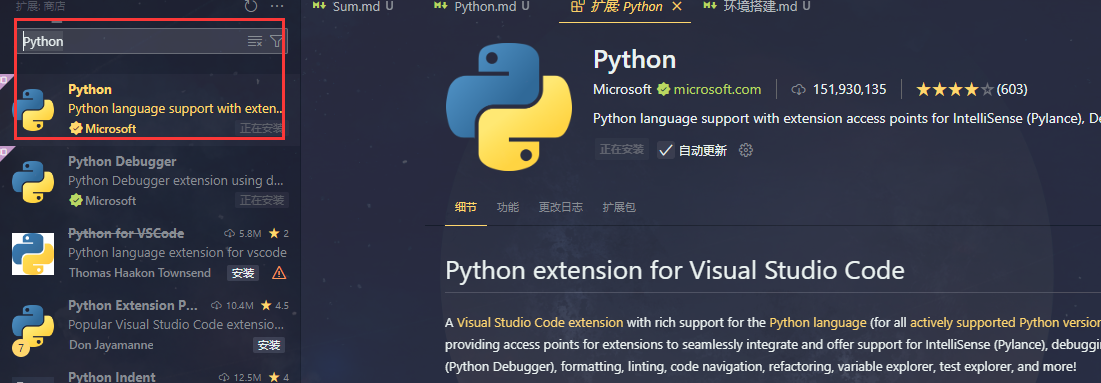 扩展: 商店
Python
Python
Python language support with exten...
Microsoft 正在安装
Python Debugger
Python Debugger extension using d...
Microsoft 正在安装
Python for VSCode 5.8M 2
Python language extension for vscode
Thomas Haakon Townsend 安装
Python Extension P... 10.4M 4.5
Popular Visual Studio Code extensio...
7 Don Jayamanne 安装
Python Indent 12.5M 4
Sum.md U Python.md U 扩展: Python 环境搭建.md U
Python
Microsoft microsoft.com 151,930,135 (603)
Python language support with extension access points for IntelliSense (Pylance),
正在安装 自动更新
细节 功能 更改日志 扩展包
Python extension for Visual Studio Code
A Visual Studio Code extension with rich support for the Python language (for all actively supported Python version
providing access points for extensions to seamlessly integrate and offer support for IntelliSense (Pylance), debuggin
(Python Debugger), formatting, linting, code navigation, refactoring, variable explorer, test explorer, and more!